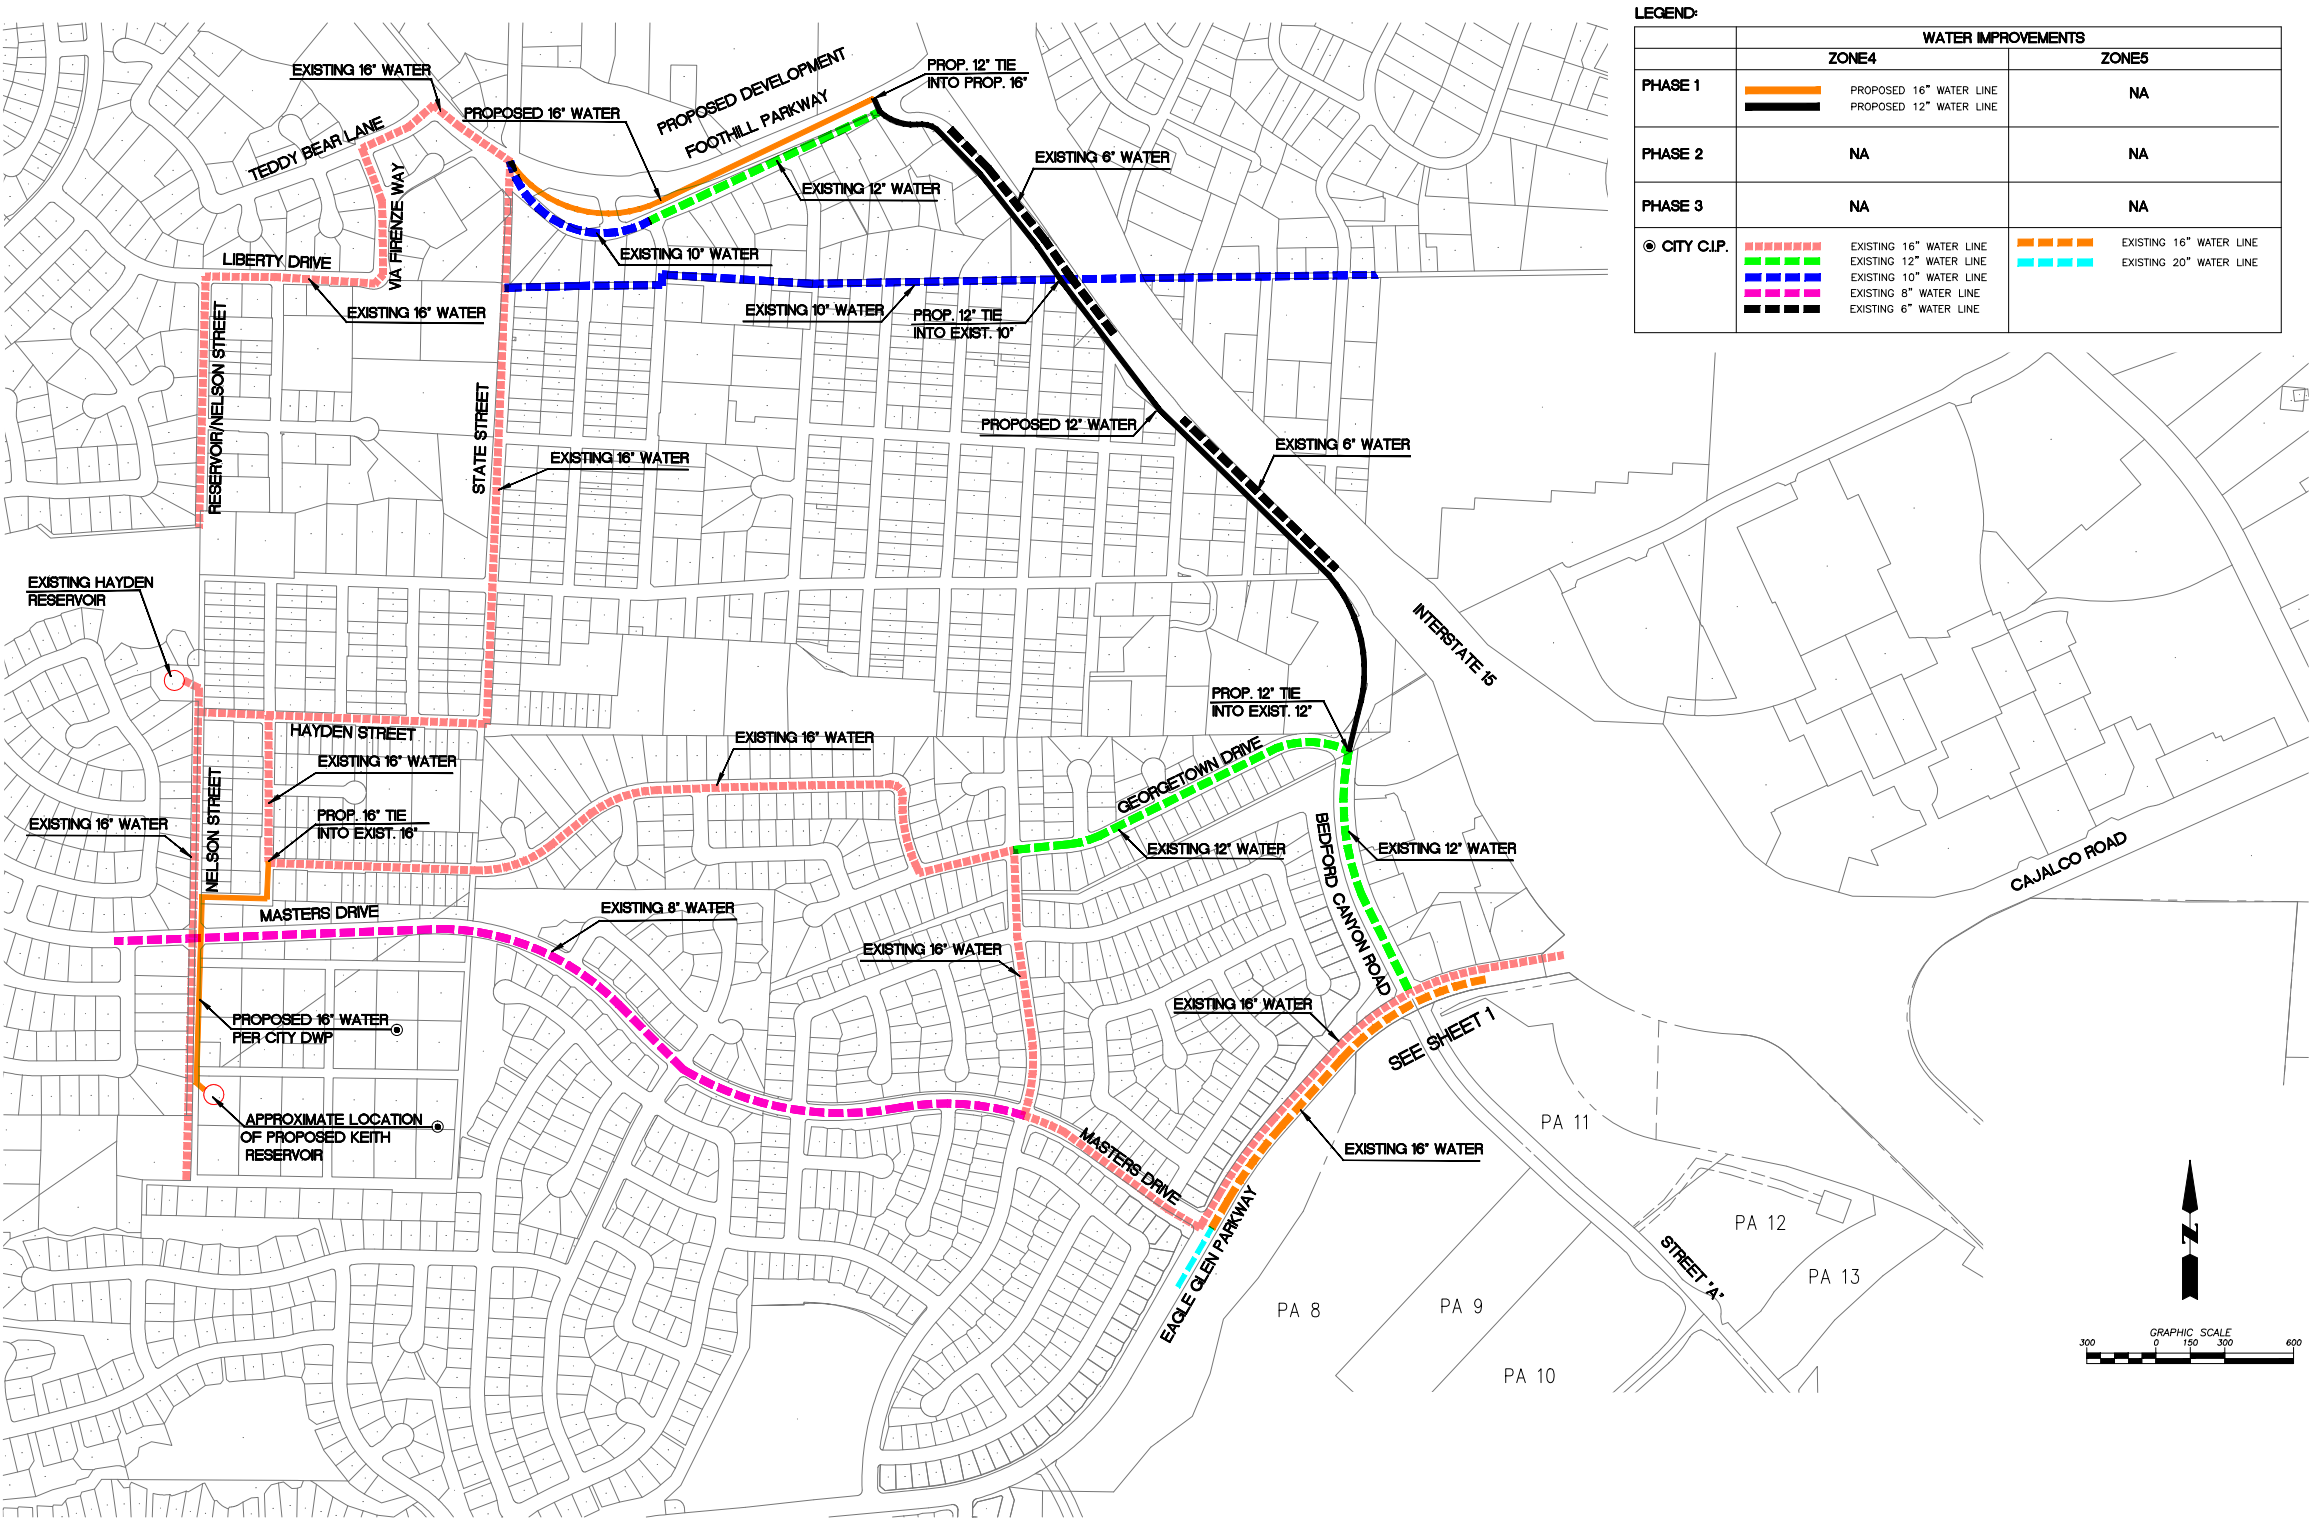 LEGEND:
WATER IMPROVEMENTS
ZONE4
ZONE5
PHASE 1
PROPOSED 16" WATER LINE
PROPOSED 12" WATER LINE
NA
PHASE 2
NA
NA
PHASE 3
NA
NA
CITY C.I.P.
EXISTING 16" WATER LINE
EXISTING 12" WATER LINE
EXISTING 10" WATER LINE
EXISTING 8" WATER LINE
EXISTING 6" WATER LINE
EXISTING 16" WATER LINE
EXISTING 20" WATER LINE
EXISTING 16" WATER
PROPOSED 16" WATER
PROPOSED DEVELOPMENT
FOOTHILL PARKWAY
PROP. 12" TIE
INTO PROP. 16"
TEDDY BEAR LANE
VIA FIRENZE WAY
EXISTING 6" WATER
EXISTING 12" WATER
EXISTING 10" WATER
LIBERTY DRIVE
EXISTING 16" WATER
EXISTING 10" WATER
PROP. 12" TIE
INTO EXIST. 10"
RESERVOIR/NELSON STREET
STATE STREET
EXISTING 16" WATER
PROPOSED 12" WATER
EXISTING 6" WATER
EXISTING HAYDEN
RESERVOIR
INTERSTATE 15
PROP. 12" TIE
INTO EXIST. 12"
HAYDEN STREET
EXISTING 16" WATER
EXISTING 16" WATER
GEORGETOWN DRIVE
NELSON STREET
PROP. 16" TIE
INTO EXIST. 16"
EXISTING 16" WATER
EXISTING 12" WATER
BEDFORD CANYON ROAD
EXISTING 12" WATER
CAJALCO ROAD
MASTERS DRIVE
EXISTING 8" WATER
EXISTING 16" WATER
EXISTING 16" WATER
PROPOSED 16" WATER
PER CITY DWP
SEE SHEET 1
APPROXIMATE LOCATION
OF PROPOSED KEITH
RESERVOIR
MASTERS DRIVE
EXISTING 16" WATER
EAGLE GLEN PARKWAY
PA 11
PA 12
STREET "A"
PA 13
PA 8
PA 9
PA 10
N
GRAPHIC SCALE
300 0 150 300 600